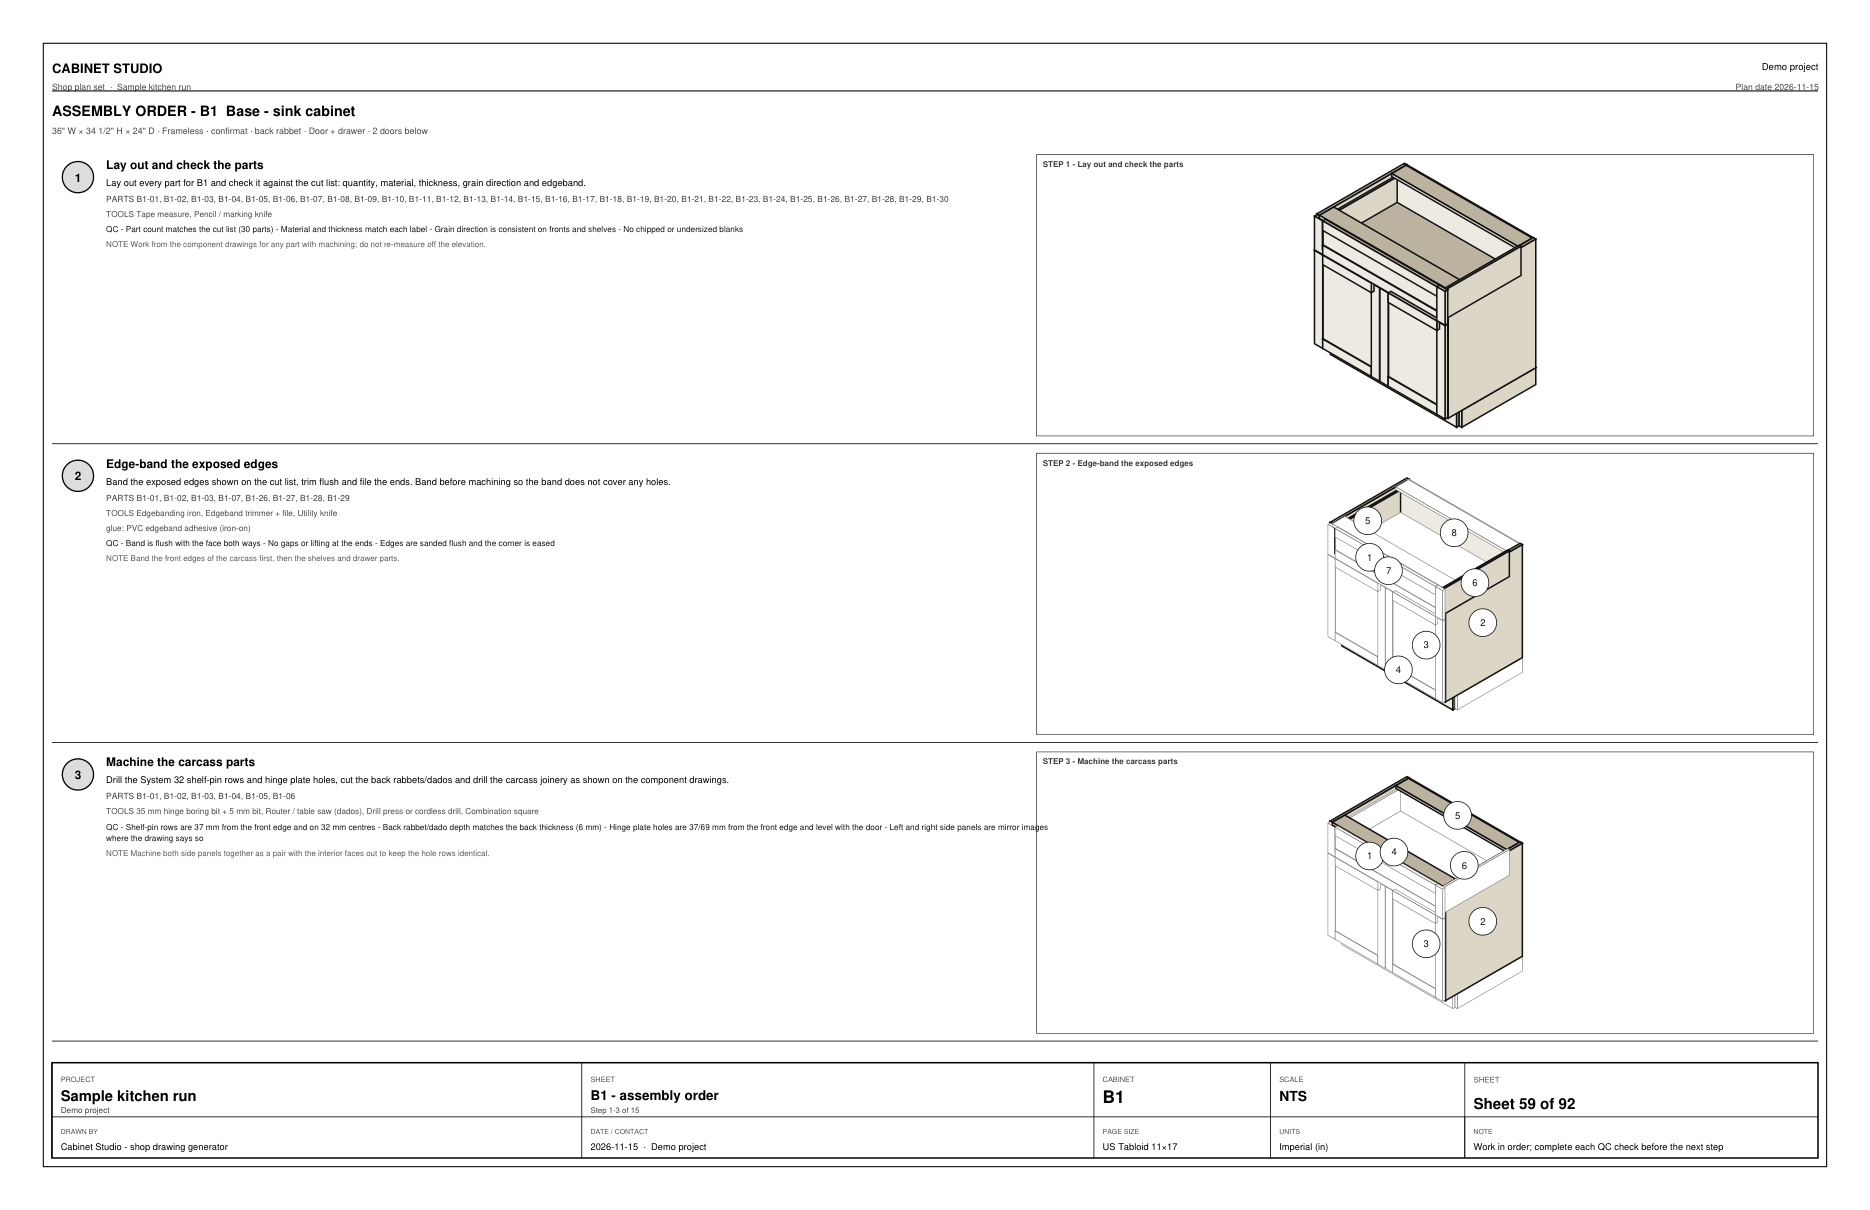 CABINET STUDIO
Demo project
Shop plan set · Sample kitchen run
Plan date 2026-11-15
ASSEMBLY ORDER - B1 Base - sink cabinet
36" W × 34 1/2" H × 24" D · Frameless · confirmat · back rabbet · Door + drawer · 2 doors below
1
Lay out and check the parts
Lay out every part for B1 and check it against the cut list: quantity, material, thickness, grain direction and edgeband.
PARTS B1-01, B1-02, B1-03, B1-04, B1-05, B1-06, B1-07, B1-08, B1-09, B1-10, B1-11, B1-12, B1-13, B1-14, B1-15, B1-16, B1-17, B1-18, B1-19, B1-20, B1-21, B1-22, B1-23, B1-24, B1-25, B1-26, B1-27, B1-28, B1-29, B1-30
TOOLS Tape measure, Pencil / marking knife
QC - Part count matches the cut list (30 parts) - Material and thickness match each label - Grain direction is consistent on fronts and shelves - No chipped or undersized blanks
NOTE Work from the component drawings for any part with machining; do not re-measure off the elevation.
STEP 1 - Lay out and check the parts
2
Edge-band the exposed edges
Band the exposed edges shown on the cut list, trim flush and file the ends. Band before machining so the band does not cover any holes.
PARTS B1-01, B1-02, B1-03, B1-07, B1-26, B1-27, B1-28, B1-29
TOOLS Edgebanding iron, Edgeband trimmer + file, Utility knife
glue: PVC edgeband adhesive (iron-on)
QC - Band is flush with the face both ways - No gaps or lifting at the ends - Edges are sanded flush and the corner is eased
NOTE Band the front edges of the carcass first, then the shelves and drawer parts.
STEP 2 - Edge-band the exposed edges
5
8
1
7
6
2
3
4
3
Machine the carcass parts
Drill the System 32 shelf-pin rows and hinge plate holes, cut the back rabbets/dados and drill the carcass joinery as shown on the component drawings.
PARTS B1-01, B1-02, B1-03, B1-04, B1-05, B1-06
TOOLS 35 mm hinge boring bit + 5 mm bit, Router / table saw (dados), Drill press or cordless drill, Combination square
QC - Shelf-pin rows are 37 mm from the front edge and on 32 mm centres - Back rabbet/dado depth matches the back thickness (6 mm) - Hinge plate holes are 37/69 mm from the front edge and level with the door - Left and right side panels are mirror images
where the drawing says so
NOTE Machine both side panels together as a pair with the interior faces out to keep the hole rows identical.
STEP 3 - Machine the carcass parts
5
1
4
6
2
3
PROJECT
Sample kitchen run
Demo project
SHEET
B1 - assembly order
Step 1-3 of 15
CABINET
B1
SCALE
NTS
SHEET
Sheet 59 of 92
DRAWN BY
Cabinet Studio - shop drawing generator
DATE / CONTACT
2026-11-15 · Demo project
PAGE SIZE
US Tabloid 11×17
UNITS
Imperial (in)
NOTE
Work in order; complete each QC check before the next step